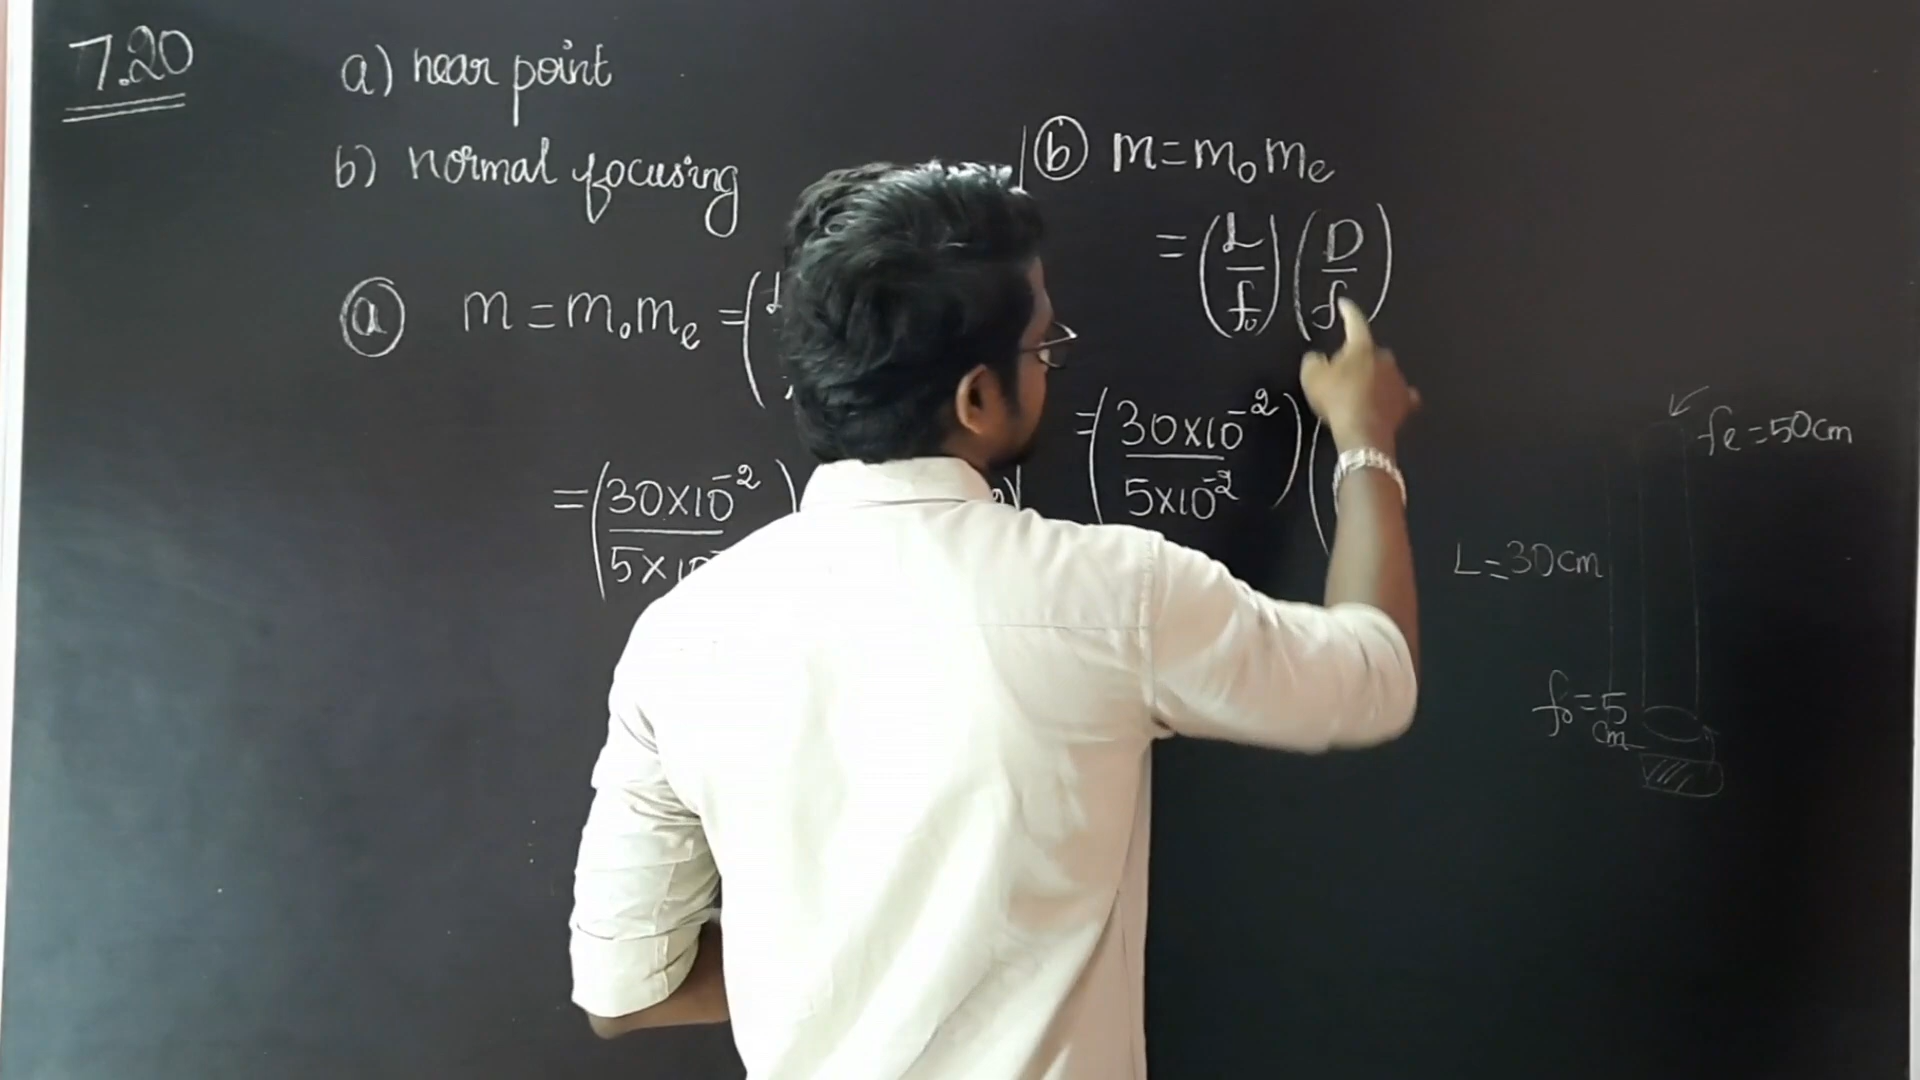 7.20
a) near point
b) normal focusing
ⓐ m = m₀mₑ = (
= (30×10⁻²
5×10
ⓑ m = m₀mₑ
= (L/f₀) (D/f
= (30×10⁻² / 5×10⁻²) (
fe = 50cm
L = 30cm
f₀ = 5
cm